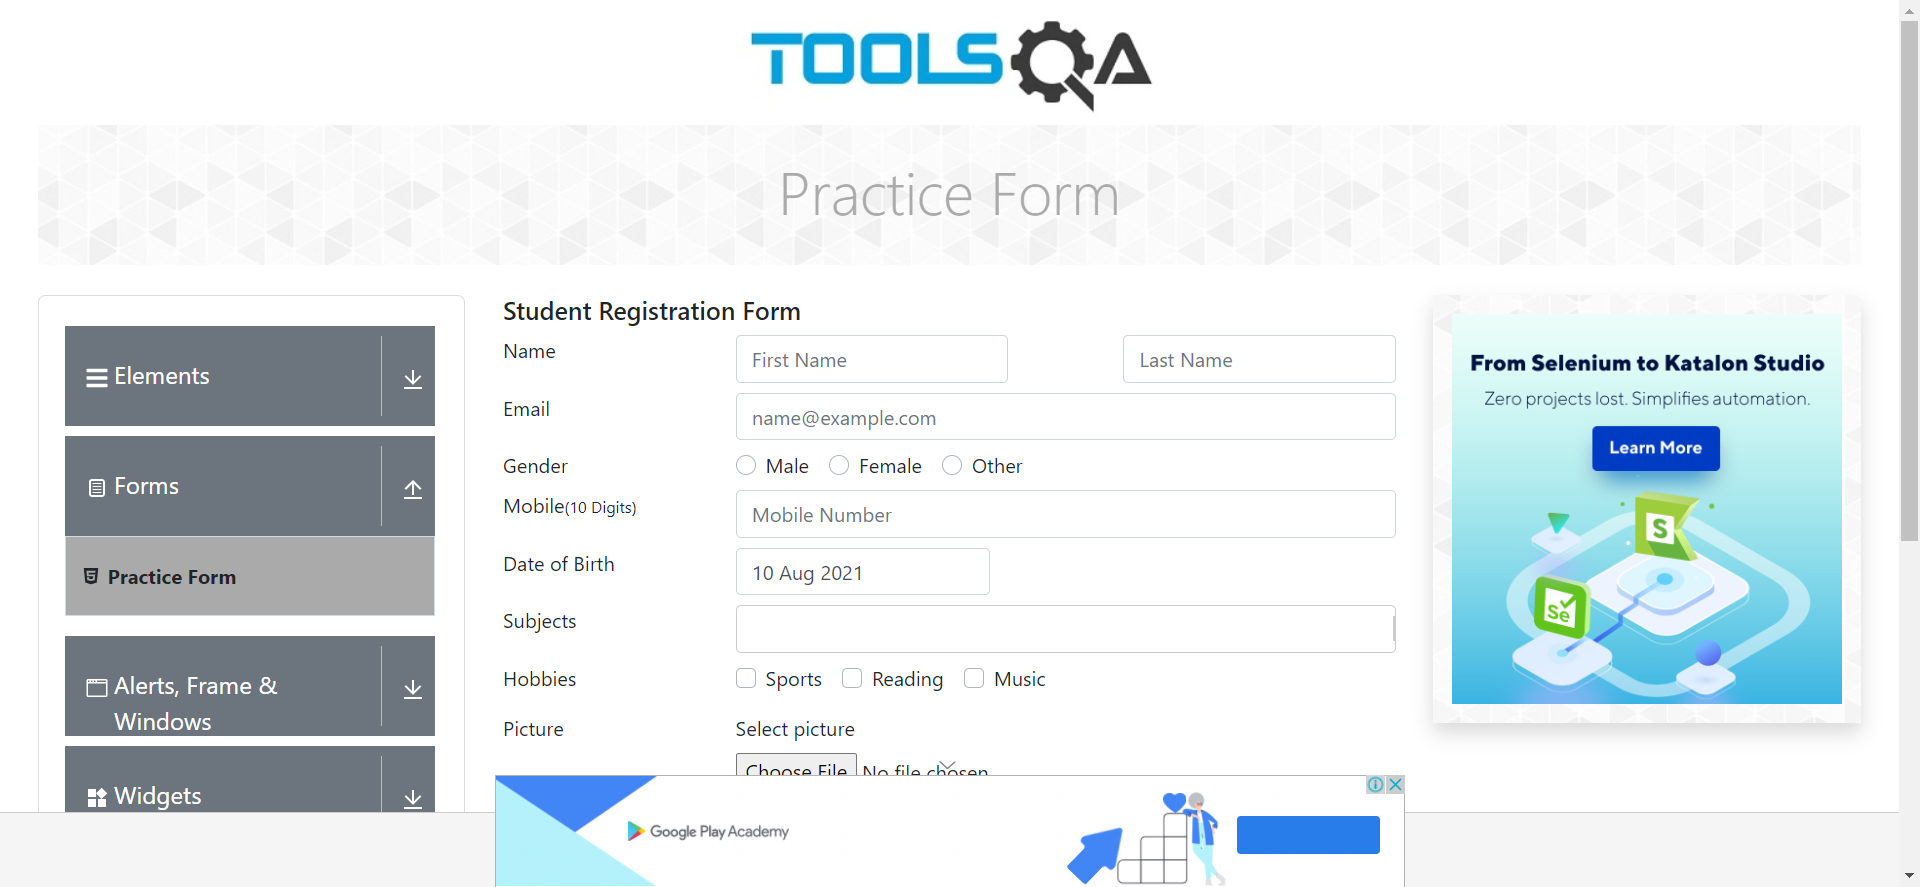 TOOLSQA
Practice Form
Elements
Forms
Practice Form
Alerts, Frame &
Windows
Widgets
Student Registration Form
Name
First Name
Last Name
Email
name@example.com
Gender
Male
Female
Other
Mobile(10 Digits)
Mobile Number
Date of Birth
10 Aug 2021
Subjects
Hobbies
Sports
Reading
Music
Picture
Select picture
Choose File
No file chosen
From Selenium to Katalon Studio
Zero projects lost. Simplifies automation.
Learn More
S
Se
Google Play Academy